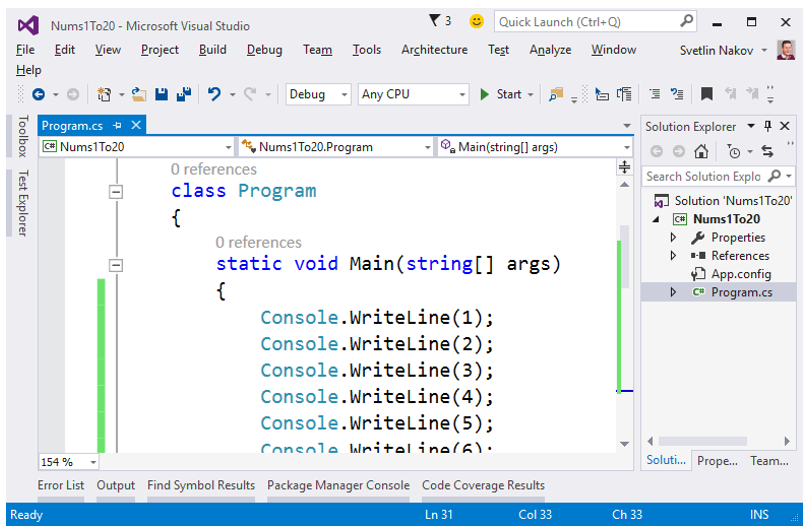 Nums1To20 - Microsoft Visual Studio
3
Quick Launch (Ctrl+Q)
File Edit View Project Build Debug Team Tools Architecture Test Analyze Window Svetlin Nakov
Help
Debug Any CPU Start
Toolbox
Test Explorer
Program.cs
C# Nums1To20 Nums1To20.Program Main(string[] args)
0 references
class Program
{
0 references
static void Main(string[] args)
{
Console.WriteLine(1);
Console.WriteLine(2);
Console.WriteLine(3);
Console.WriteLine(4);
Console.WriteLine(5);
Console.WriteLine(6);
154 %
Solution Explorer
Search Solution Explo
Solution 'Nums1To20'
C# Nums1To20
Properties
References
App.config
C# Program.cs
Soluti... Prope... Team...
Error List Output Find Symbol Results Package Manager Console Code Coverage Results
Ready Ln 31 Col 33 Ch 33 INS